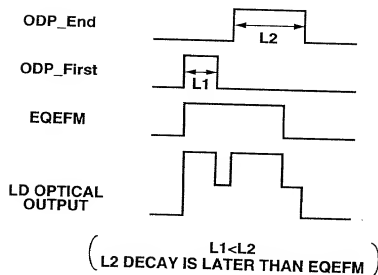 ODP_End
L2
ODP_First
L1
EQEFM
LD OPTICAL
OUTPUT
L1<L2
L2 DECAY IS LATER THAN EQEFM